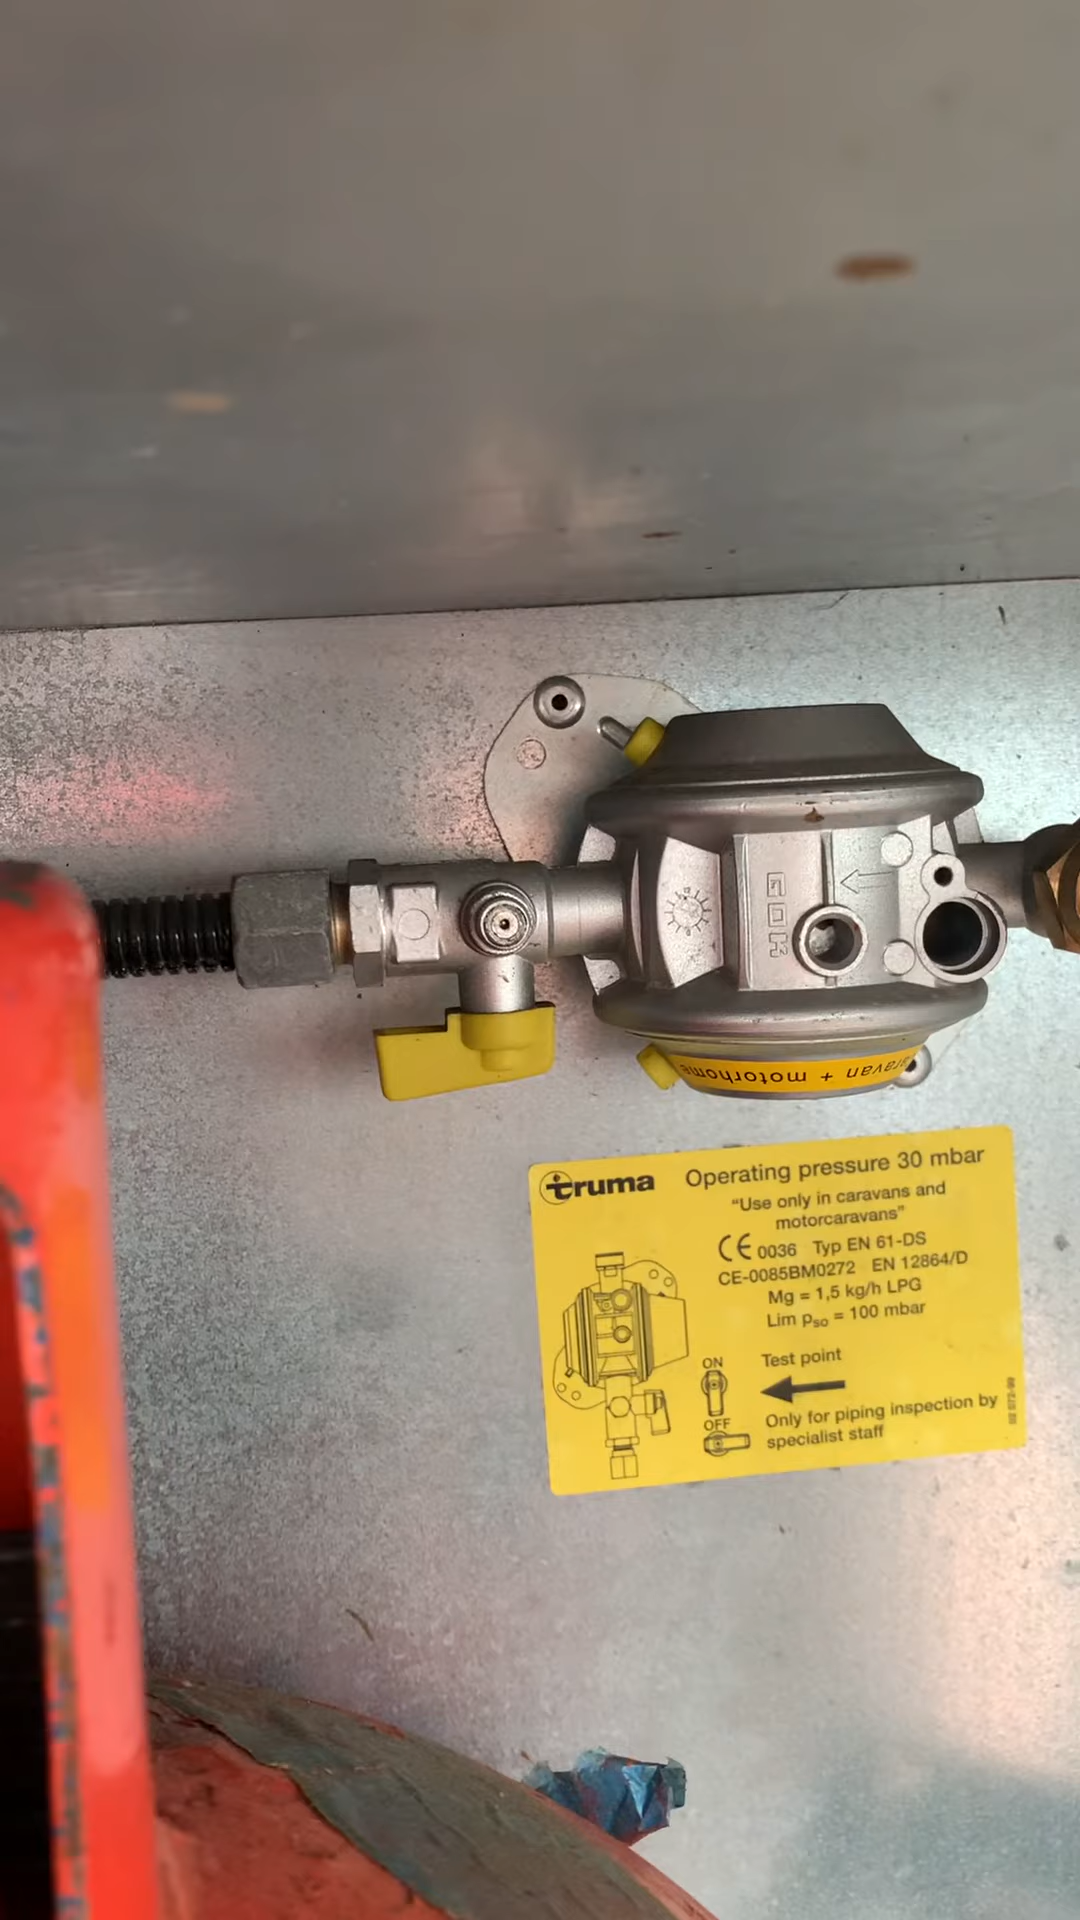 GOK
caravan + motorhome
truma
Operating pressure 30 mbar
"Use only in caravans and
motorcaravans"
CE 0036 Typ EN 61-DS
CE-0085BM0272 EN 12864/D
Mg = 1,5 kg/h LPG
Lim pso = 100 mbar
ON
Test point
OFF
Only for piping inspection by
specialist staff